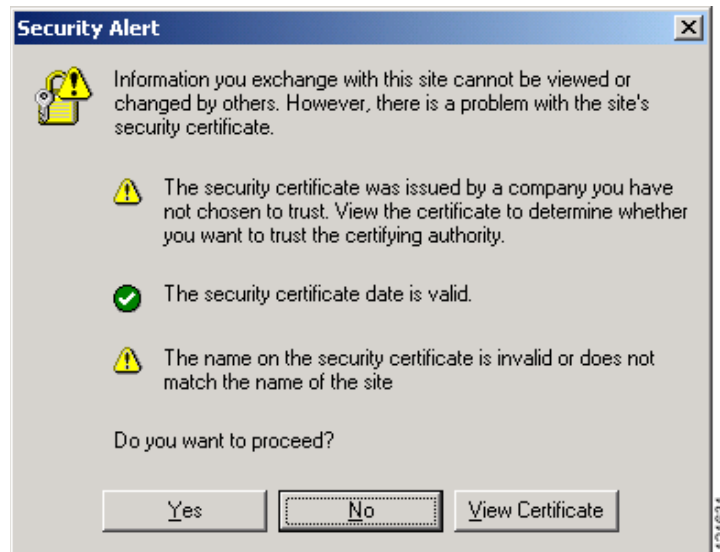 Security Alert
Information you exchange with this site cannot be viewed or
changed by others. However, there is a problem with the site's
security certificate.
The security certificate was issued by a company you have
not chosen to trust. View the certificate to determine whether
you want to trust the certifying authority.
The security certificate date is valid.
The name on the security certificate is invalid or does not
match the name of the site
Do you want to proceed?
Yes No View Certificate